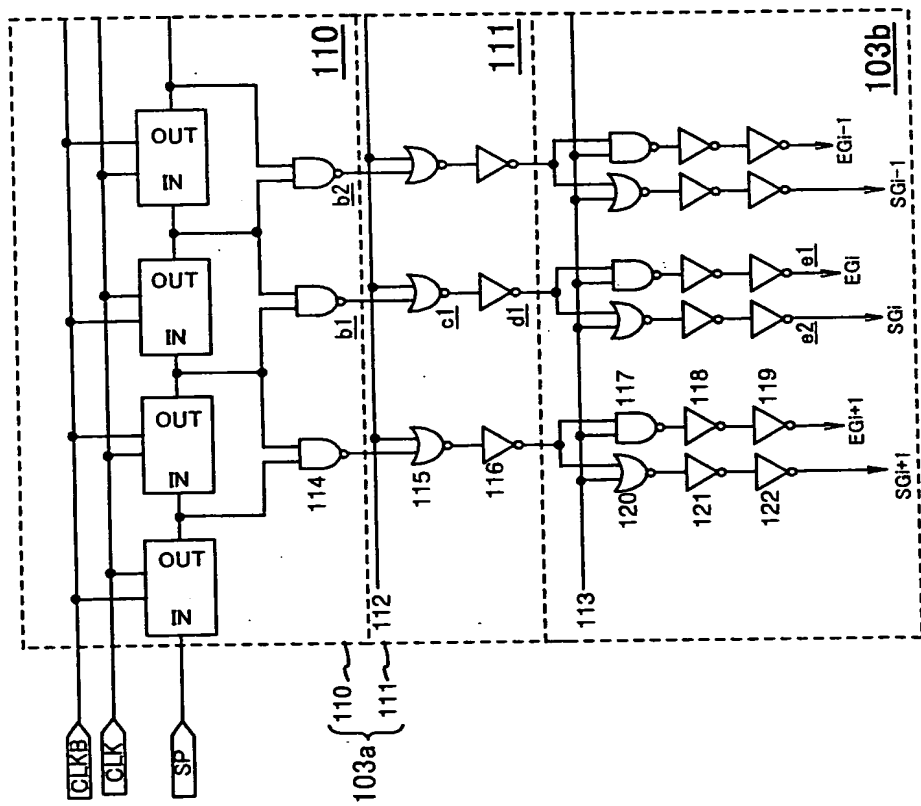 CLKB
CLK
SP
IN
OUT
IN
OUT
IN
OUT
IN
OUT
114
b1
b2
110
110
111
103a
112
115
116
c1
d1
111
113
120
117
121
118
122
119
e2
e1
103b
SGi+1
EGi+1
SGi
EGi
SGi-1
EGi-1